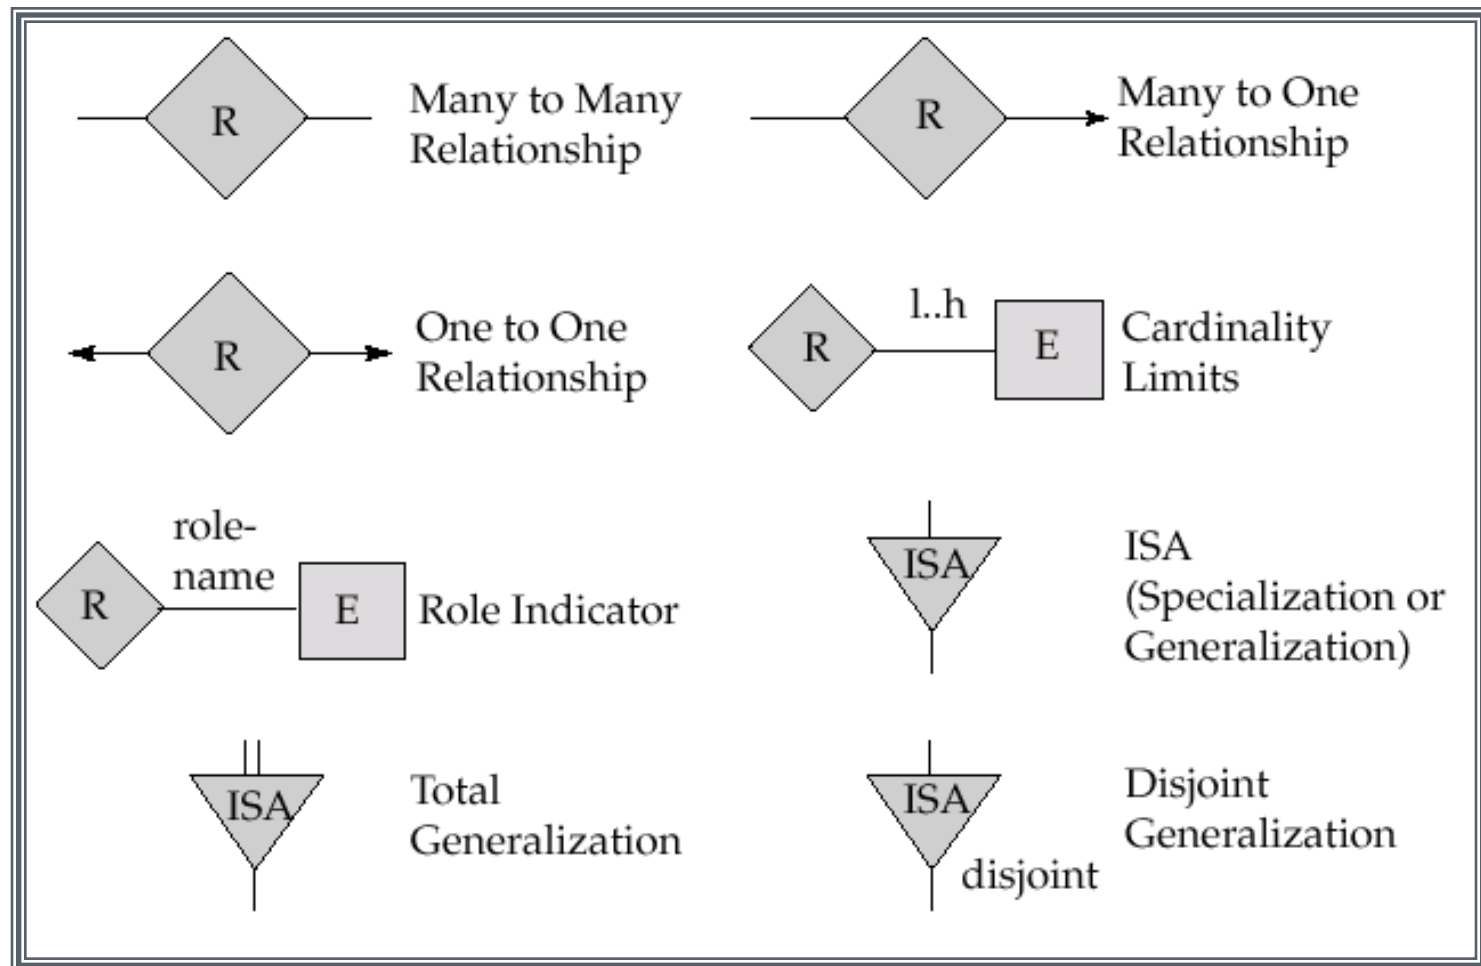 R
Many to Many
Relationship
R
Many to One
Relationship
R
One to One
Relationship
R
l..h
E
Cardinality
Limits
R
role-
name
E
Role Indicator
ISA
ISA
(Specialization or
Generalization)
ISA
Total
Generalization
ISA
disjoint
Disjoint
Generalization